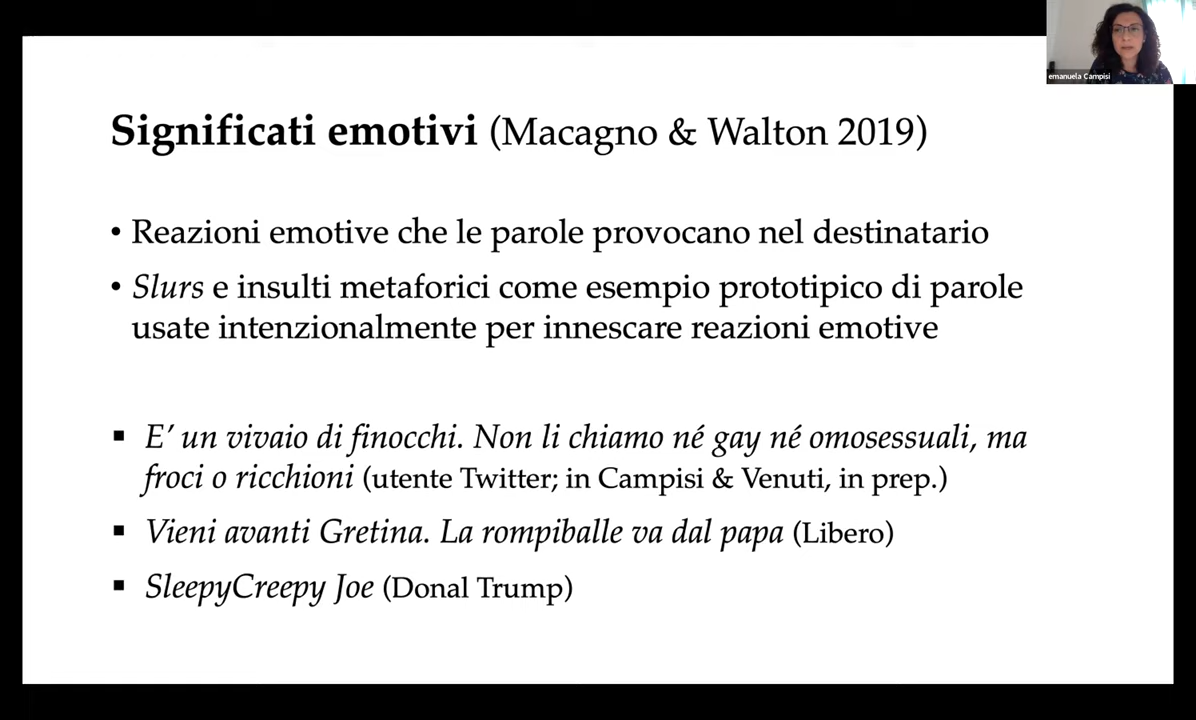 emanuela Campisi
Significati emotivi (Macagno & Walton 2019)
• Reazioni emotive che le parole provocano nel destinatario
• Slurs e insulti metaforici come esempio prototipico di parole
usate intenzionalmente per innescare reazioni emotive
▪ E’ un vivaio di finocchi. Non li chiamo né gay né omosessuali, ma
froci o ricchioni (utente Twitter; in Campisi & Venuti, in prep.)
▪ Vieni avanti Gretina. La rompiballe va dal papa (Libero)
▪ SleepyCreepy Joe (Donal Trump)